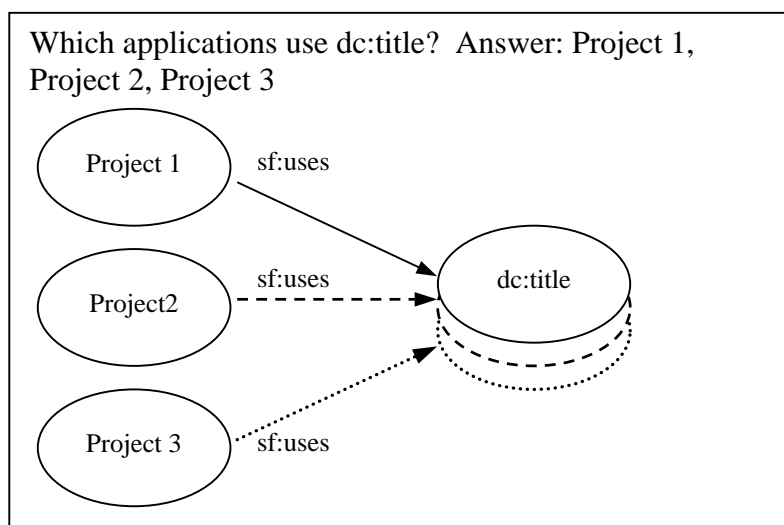 Which applications use dc:title?  Answer: Project 1,
Project 2, Project 3
Project 1
sf:uses
sf:uses
dc:title
Project2
Project 3
sf:uses